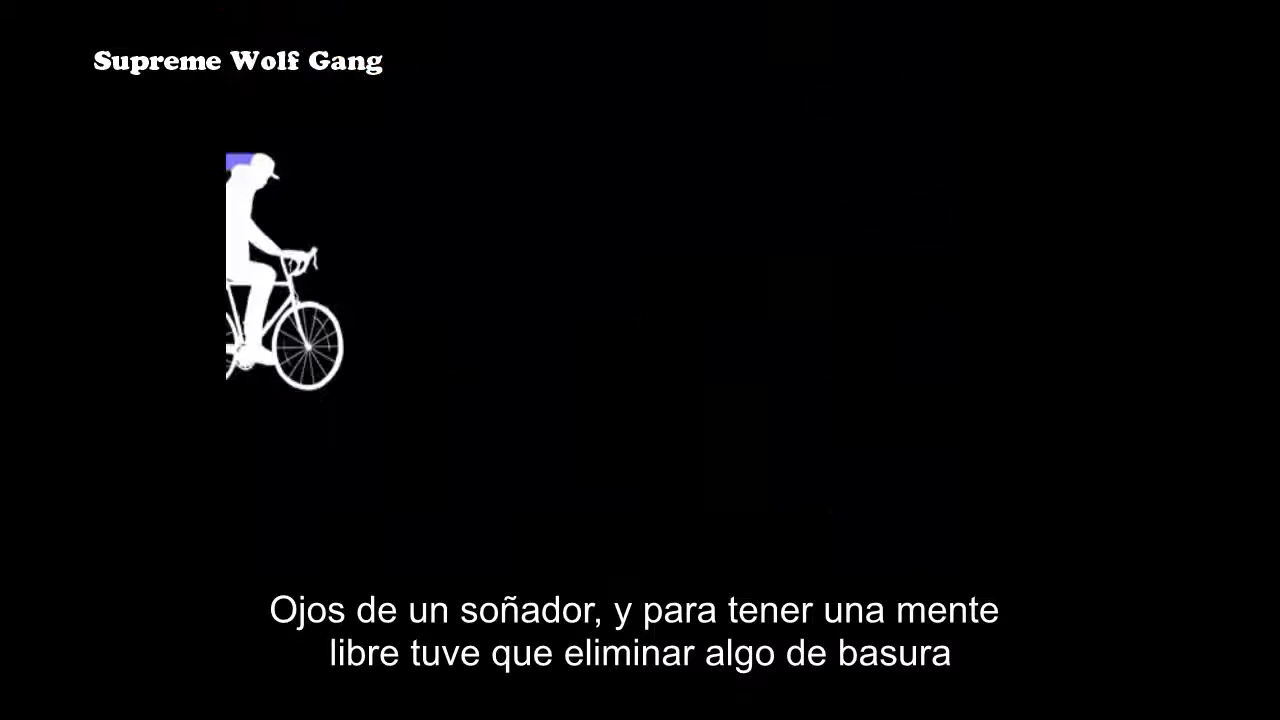 Supreme Wolf Gang
Ojos de un soñador, y para tener una mente
libre tuve que eliminar algo de basura